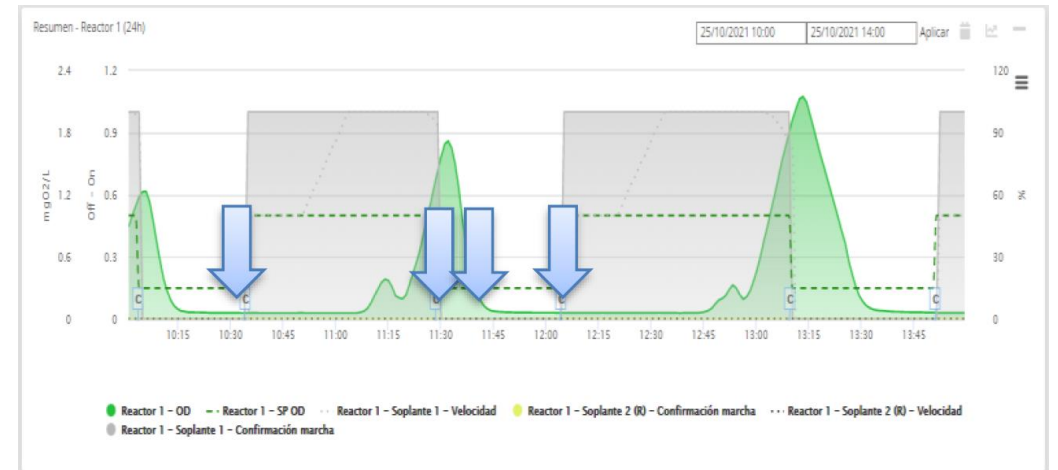 Resumen - Reactor 1 (24h)
25/10/2021 10:00 25/10/2021 14:00 Aplicar
2.4 1.2 120
1.8 0.9 90
1.2 0.6 60
0.6 0.3 30
0 0 0
mgO2/L
Off - On
%
C C C C C C
10:15 10:30 10:45 11:00 11:15 11:30 11:45 12:00 12:15 12:30 12:45 13:00 13:15 13:30 13:45
Reactor 1 - OD Reactor 1 - SP OD Reactor 1 - Soplante 1 - Velocidad Reactor 1 - Soplante 2 (R) - Confirmación marcha Reactor 1 - Soplante 2 (R) - Velocidad
Reactor 1 - Soplante 1 - Confirmación marcha